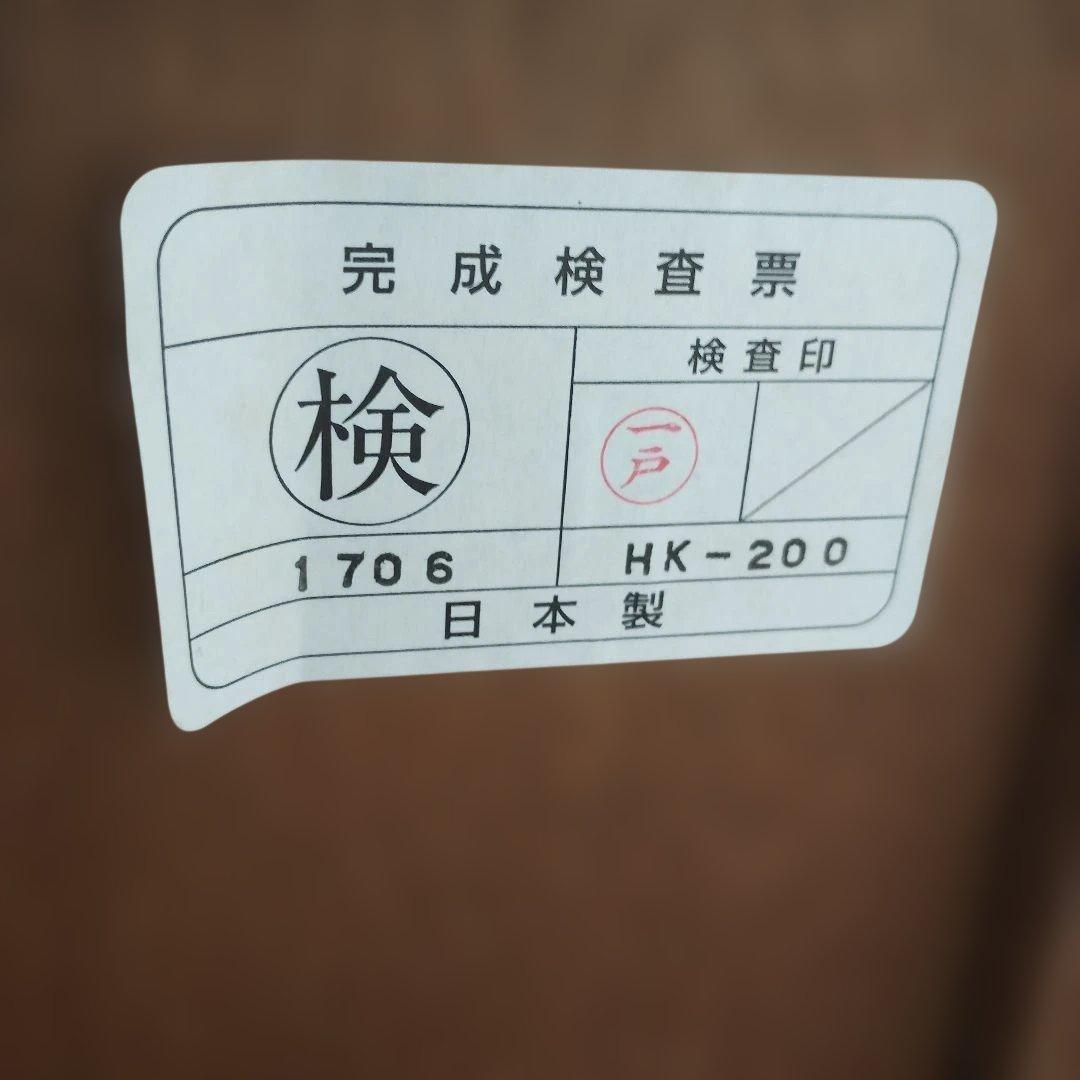 完成検査票
検
検査印
一戸
1706
HK-200
日本製